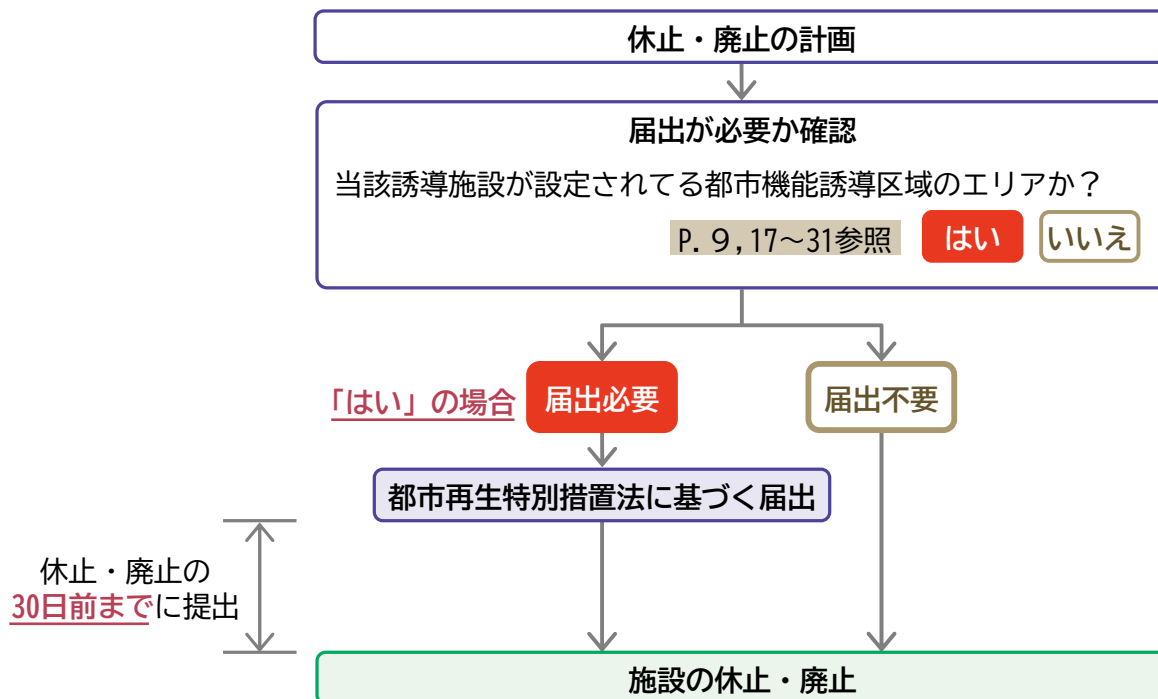 休止・廃止の計画
届出が必要か確認
当該誘導施設が設定されてる都市機能誘導区域のエリアか？
P. 9,17～31参照 はい いいえ
「はい」の場合 届出必要 届出不要
都市再生特別措置法に基づく届出
休止・廃止の
30日前までに提出
施設の休止・廃止